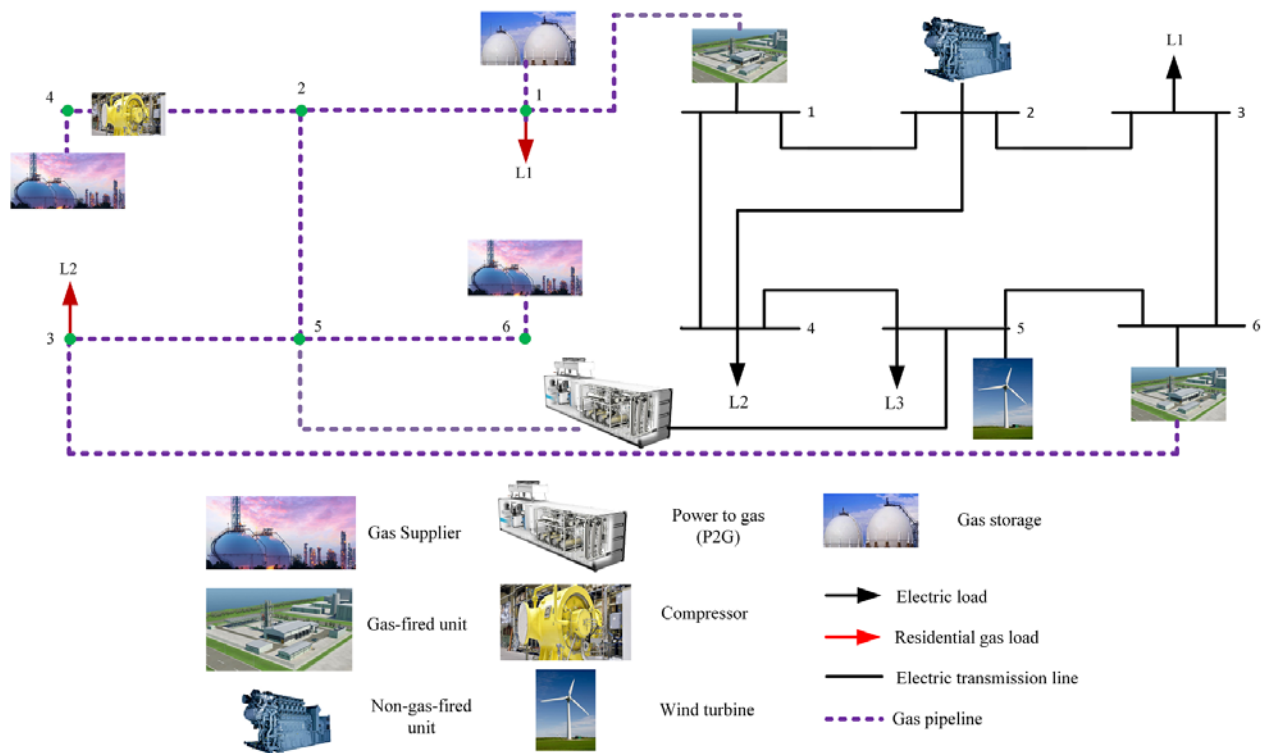 L1
4
2
1
1
2
3
L1
L2
3
5
6
4
5
6
L2
L3
Gas Supplier
Power to gas
(P2G)
Gas storage
Gas-fired unit
Compressor
Electric load
Residential gas load
Electric transmission line
Non-gas-fired
unit
Wind turbine
Gas pipeline